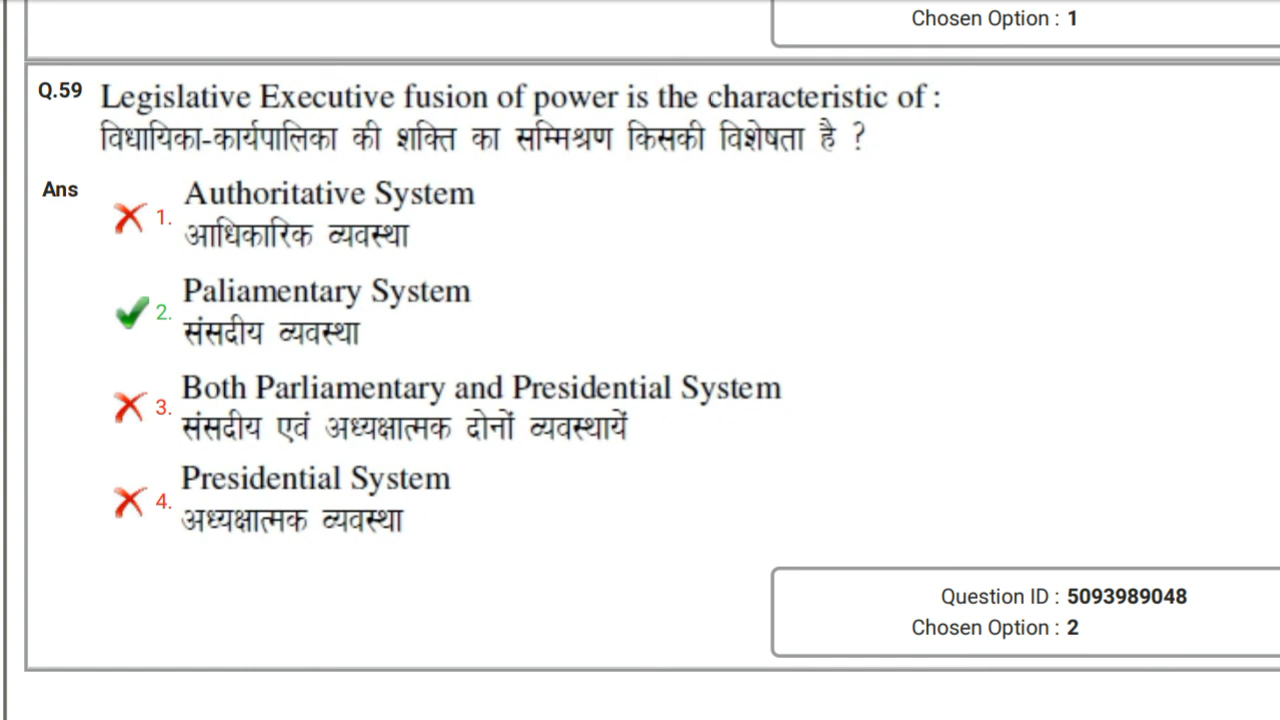 Chosen Option : 1
Q.59 Legislative Executive fusion of power is the characteristic of :
विधायिका-कार्यपालिका की शक्ति का सम्मिश्रण किसकी विशेषता है ?
Ans
1. Authoritative System
आधिकारिक व्यवस्था
2. Paliamentary System
संसदीय व्यवस्था
3. Both Parliamentary and Presidential System
संसदीय एवं अध्यक्षात्मक दोनों व्यवस्थायें
4. Presidential System
अध्यक्षात्मक व्यवस्था
Question ID : 5093989048
Chosen Option : 2